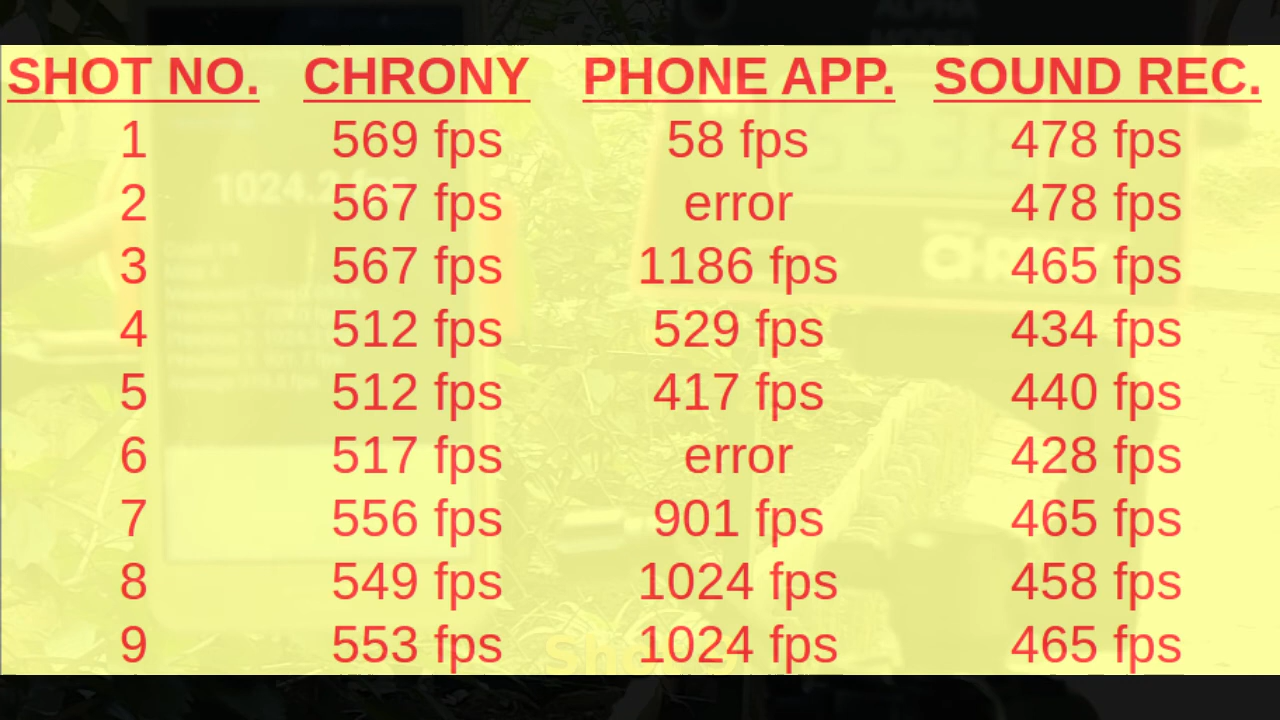 SHOT NO. CHRONY PHONE APP. SOUND REC.
1 569 fps 58 fps 478 fps
2 567 fps error 478 fps
3 567 fps 1186 fps 465 fps
4 512 fps 529 fps 434 fps
5 512 fps 417 fps 440 fps
6 517 fps error 428 fps
7 556 fps 901 fps 465 fps
8 549 fps 1024 fps 458 fps
9 553 fps 1024 fps 465 fps